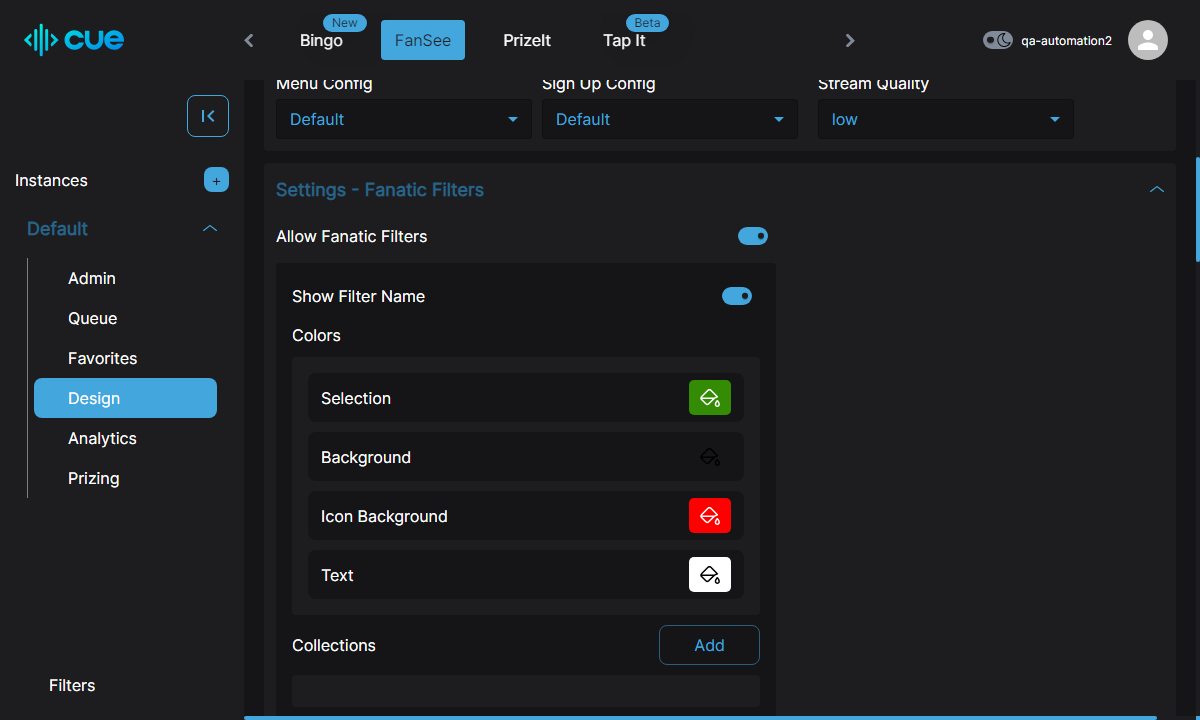 cue
New
Bingo
FanSee
PrizeIt
Beta
Tap It
qa-automation2
Menu Config
Sign Up Config
Stream Quality
Default
Default
low
Instances
+
Default
Admin
Queue
Favorites
Design
Analytics
Prizing
Filters
Settings - Fanatic Filters
Allow Fanatic Filters
Show Filter Name
Colors
Selection
Background
Icon Background
Text
Collections
Add